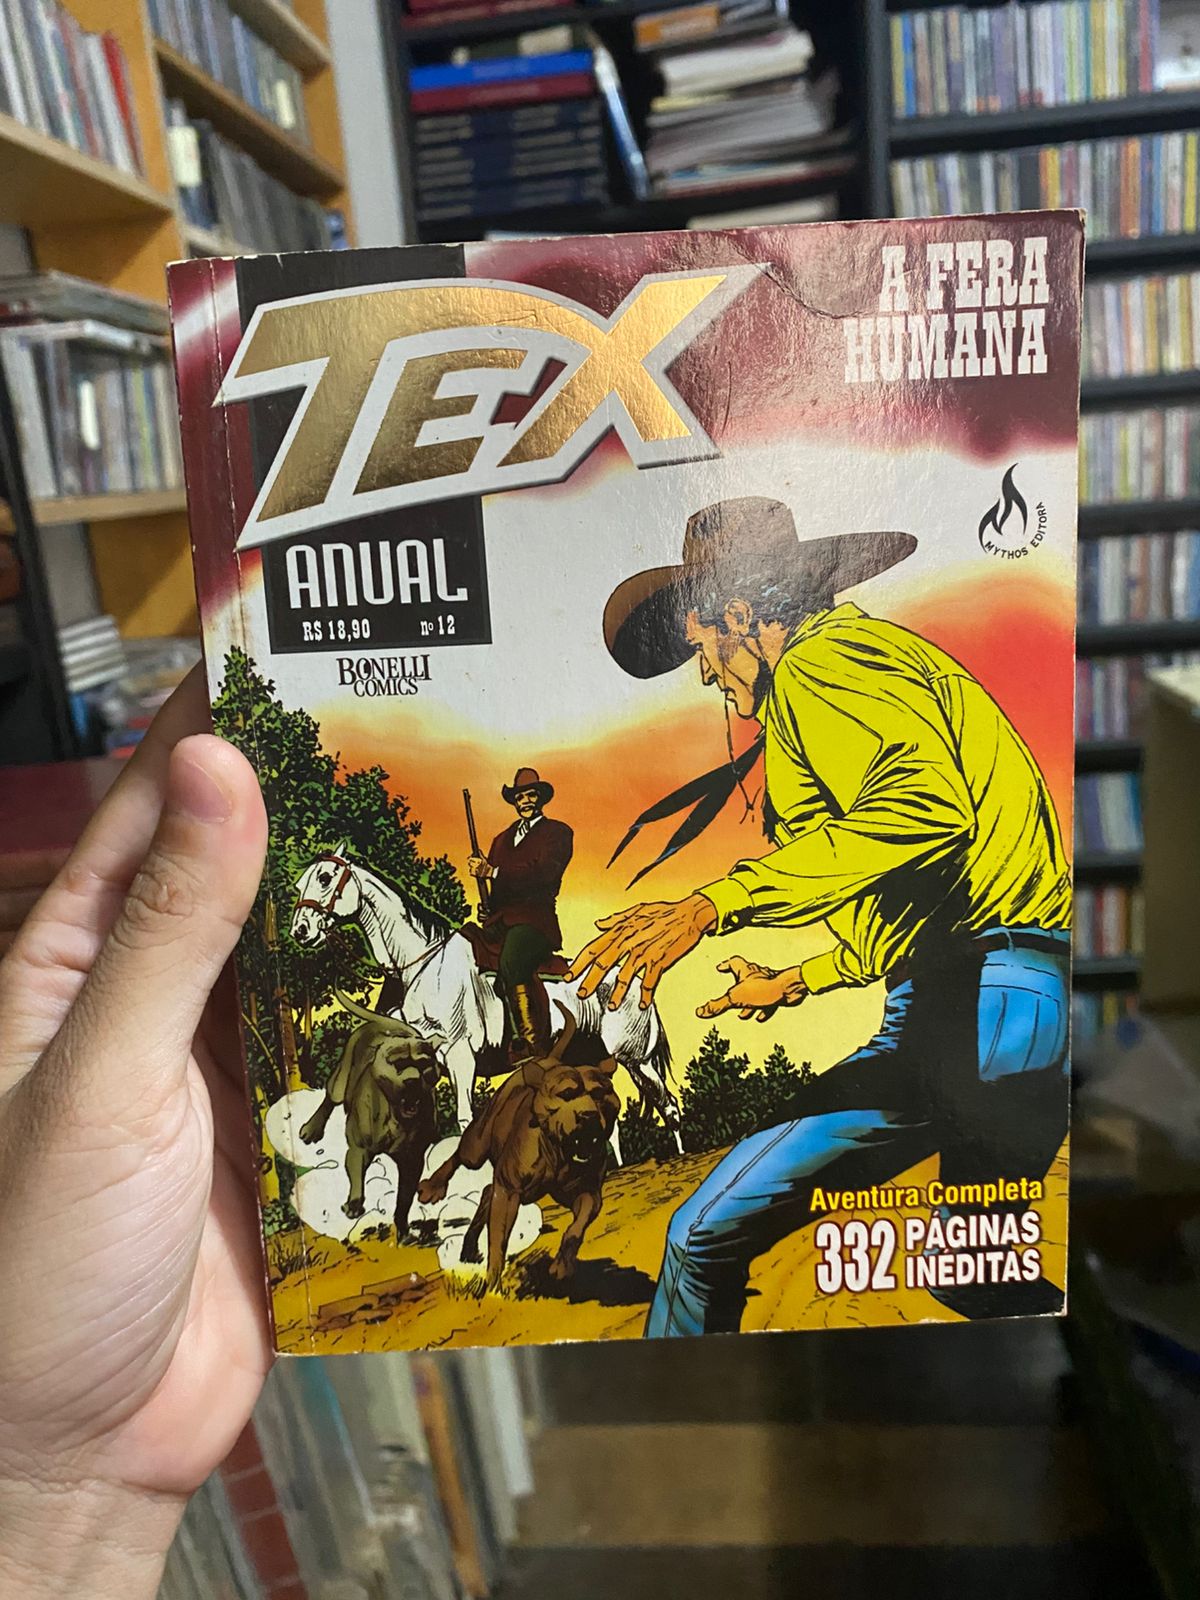 TEX
A FERA
HUMANA
ANUAL
R$ 18,90 nº 12
BONELLI
COMICS
MYTHOS EDITORA
Aventura Completa
332 PÁGINAS
INÉDITAS